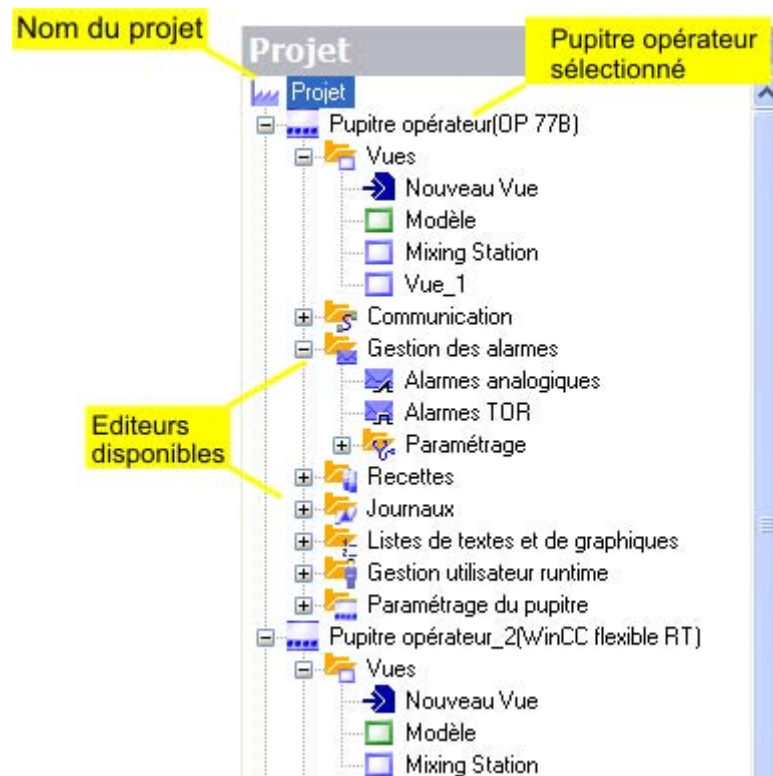 Nom du projet
Projet
Pupitre opérateur
sélectionné
Projet
Pupitre opérateur(OP 77B)
Vues
Nouveau Vue
Modèle
Mixing Station
Vue_1
Communication
Gestion des alarmes
Alarmes analogiques
Alarmes TOR
Paramétrage
Editeurs
disponibles
Recettes
Journaux
Listes de textes et de graphiques
Gestion utilisateur runtime
Paramétrage du pupitre
Pupitre opérateur_2(WinCC flexible RT)
Vues
Nouveau Vue
Modèle
Mixing Station